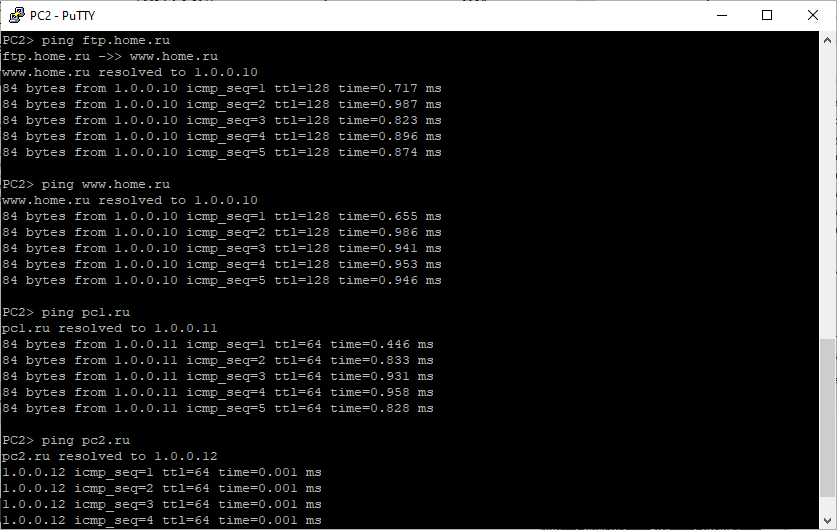 PC2 - PuTTY
PC2> ping ftp.home.ru
ftp.home.ru ->> www.home.ru
www.home.ru resolved to 1.0.0.10
84 bytes from 1.0.0.10 icmp_seq=1 ttl=128 time=0.717 ms
84 bytes from 1.0.0.10 icmp_seq=2 ttl=128 time=0.987 ms
84 bytes from 1.0.0.10 icmp_seq=3 ttl=128 time=0.823 ms
84 bytes from 1.0.0.10 icmp_seq=4 ttl=128 time=0.896 ms
84 bytes from 1.0.0.10 icmp_seq=5 ttl=128 time=0.874 ms
PC2> ping www.home.ru
www.home.ru resolved to 1.0.0.10
84 bytes from 1.0.0.10 icmp_seq=1 ttl=128 time=0.655 ms
84 bytes from 1.0.0.10 icmp_seq=2 ttl=128 time=0.986 ms
84 bytes from 1.0.0.10 icmp_seq=3 ttl=128 time=0.941 ms
84 bytes from 1.0.0.10 icmp_seq=4 ttl=128 time=0.953 ms
84 bytes from 1.0.0.10 icmp_seq=5 ttl=128 time=0.946 ms
PC2> ping pc1.ru
pc1.ru resolved to 1.0.0.11
84 bytes from 1.0.0.11 icmp_seq=1 ttl=64 time=0.446 ms
84 bytes from 1.0.0.11 icmp_seq=2 ttl=64 time=0.833 ms
84 bytes from 1.0.0.11 icmp_seq=3 ttl=64 time=0.931 ms
84 bytes from 1.0.0.11 icmp_seq=4 ttl=64 time=0.958 ms
84 bytes from 1.0.0.11 icmp_seq=5 ttl=64 time=0.828 ms
PC2> ping pc2.ru
pc2.ru resolved to 1.0.0.12
1.0.0.12 icmp_seq=1 ttl=64 time=0.001 ms
1.0.0.12 icmp_seq=2 ttl=64 time=0.001 ms
1.0.0.12 icmp_seq=3 ttl=64 time=0.001 ms
1.0.0.12 icmp_seq=4 ttl=64 time=0.001 ms